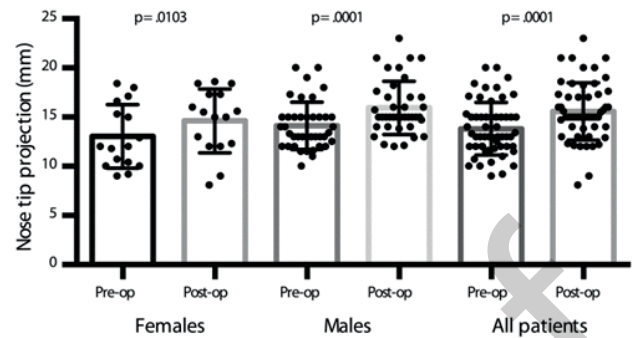 p= .0103 p= .0001 p= .0001
Nose tip projection (mm)
25
20
15
10
5
0
Pre-op Post-op Pre-op Post-op Pre-op Post-op
Females Males All patients
f